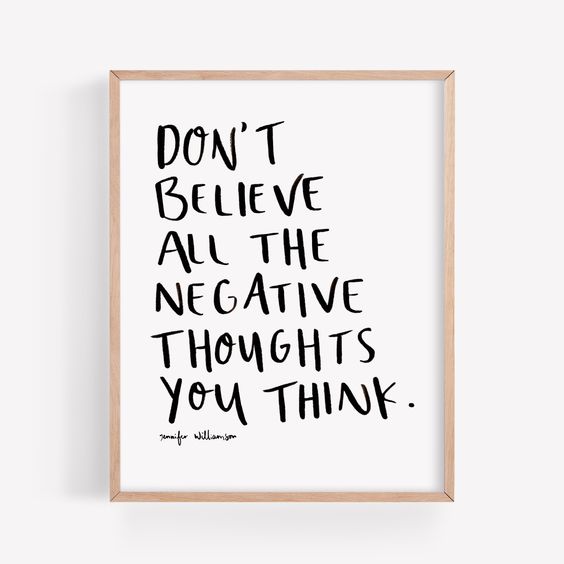 DON'T
BELIEVE
ALL THE
NEGATIVE
THOUGHTS
YOU THINK.
Jennifer Williamson